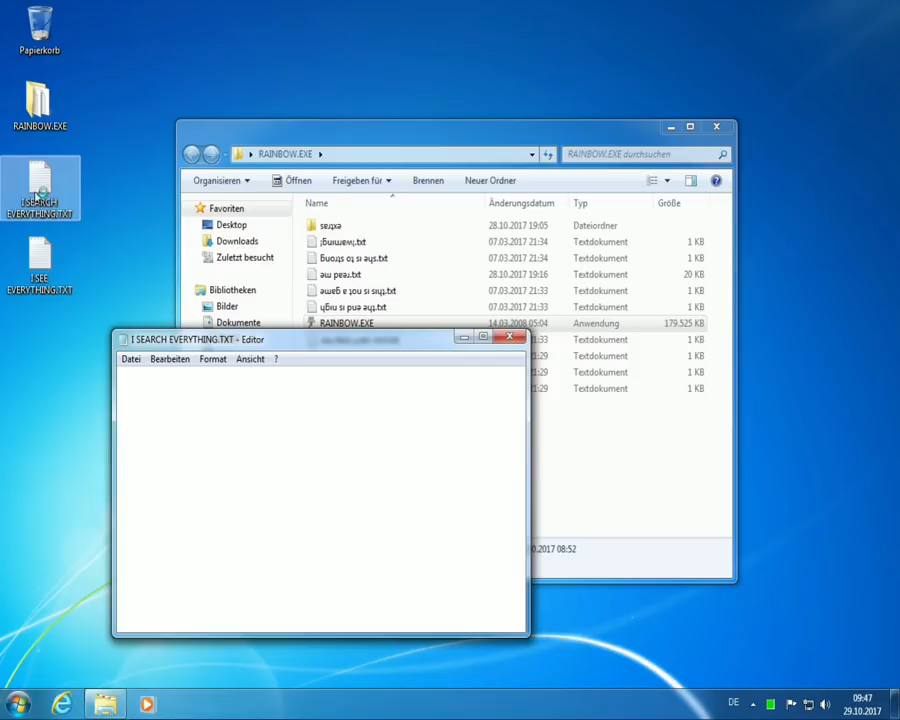 Papierkorb
RAINBOW.EXE
I SEARCH
EVERYTHING.TXT
I SEE
EVERYTHING.TXT
RAINBOW.EXE
RAINBOW.EXE durchsuchen
Organisieren
Öffnen
Freigeben für
Brennen
Neuer Ordner
?
Favoriten
Desktop
Downloads
Zuletzt besucht
Bibliotheken
Bilder
Dokumente
Name Änderungsdatum Typ Größe
28.10.2017 19:05 Dateiordner
07.03.2017 21:34 Textdokument 1 KB
07.03.2017 21:33 Textdokument 1 KB
28.10.2017 19:16 Textdokument 20 KB
07.03.2017 21:33 Textdokument 1 KB
07.03.2017 21:33 Textdokument 1 KB
RAINBOW.EXE 14.03.2008 05:04 Anwendung 179.525 KB
:33 Textdokument 1 KB
:29 Textdokument 1 KB
:29 Textdokument 1 KB
:29 Textdokument 1 KB
.2017 08:52
I SEARCH EVERYTHING.TXT - Editor
Datei Bearbeiten Format Ansicht ?
DE
09:47
29.10.2017